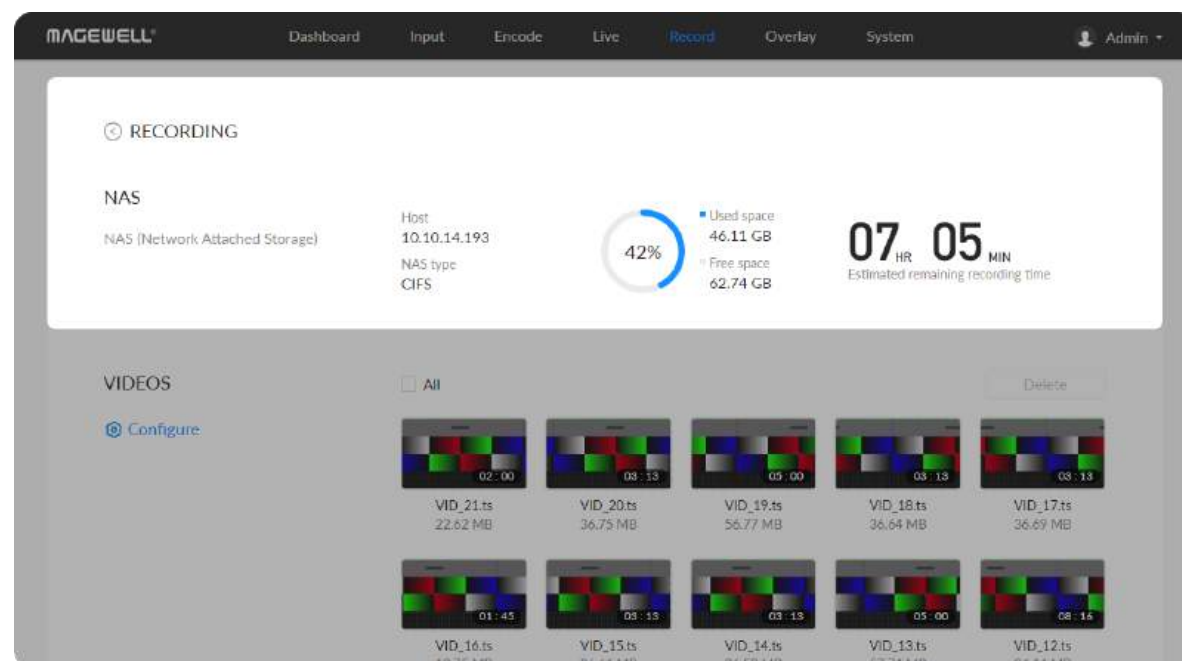 MAGEWELL®
Dashboard Input Encode Live Record Overlay System Admin
RECORDING
NAS
NAS (Network Attached Storage)
Host
10.10.14.193
NAS type
CIFS
42%
Used space
46.11 GB
Free space
62.74 GB
07 HR 05 MIN
Estimated remaining recording time
VIDEOS
All
Delete
Configure
02:00 03:13 05:00 03:13 03:13
VID_21.ts VID_20.ts VID_19.ts VID_18.ts VID_17.ts
22.62 MB 36.75 MB 56.77 MB 36.64 MB 36.69 MB
01:45 03:13 03:13 05:00 08:16
VID_16.ts VID_15.ts VID_14.ts VID_13.ts VID_12.ts